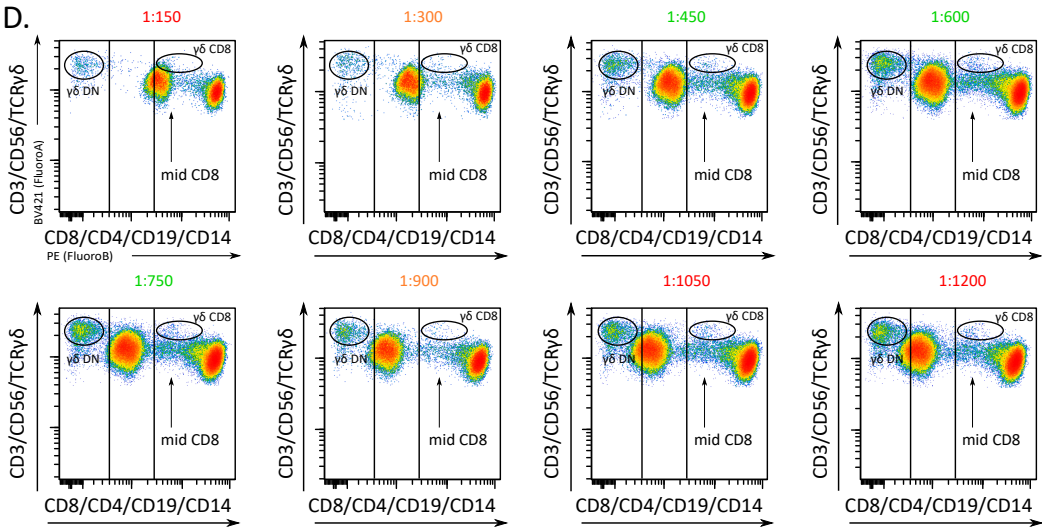 D.
1:150
1:300
1:450
1:600
CD3/CD56/TCRγδ
BV421 (FluoroA)
γδ CD8
γδ DN
mid CD8
CD8/CD4/CD19/CD14
PE (FluoroB)
CD3/CD56/TCRγδ
γδ CD8
γδ DN
mid CD8
CD8/CD4/CD19/CD14
CD3/CD56/TCRγδ
γδ CD8
γδ DN
mid CD8
CD8/CD4/CD19/CD14
CD3/CD56/TCRγδ
γδ CD8
γδ DN
mid CD8
CD8/CD4/CD19/CD14
1:750
1:900
1:1050
1:1200
CD3/CD56/TCRγδ
γδ CD8
γδ DN
mid CD8
CD8/CD4/CD19/CD14
CD3/CD56/TCRγδ
γδ CD8
γδ DN
mid CD8
CD8/CD4/CD19/CD14
CD3/CD56/TCRγδ
γδ CD8
γδ DN
mid CD8
CD8/CD4/CD19/CD14
CD3/CD56/TCRγδ
γδ CD8
γδ DN
mid CD8
CD8/CD4/CD19/CD14